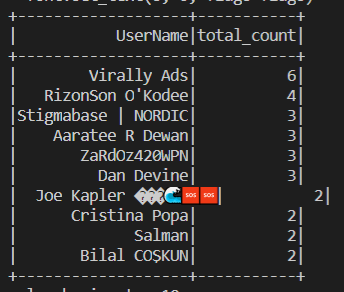 +------------------+-----------+
|          UserName|total_count|
+------------------+-----------+
|       Virally Ads|          6|
|   RizonSon O'Kodee|          4|
|Stigmabase | NORDIC|          3|
|    Aaratee R Dewan|          3|
|       ZaRdOz420WPN|          3|
|         Dan Devine|          3|
|  Joe Kapler ���🌊🆘🆘|          2|
|      Cristina Popa|          2|
|             Salman|          2|
|       Bilal COŞKUN|          2|
+------------------+-----------+